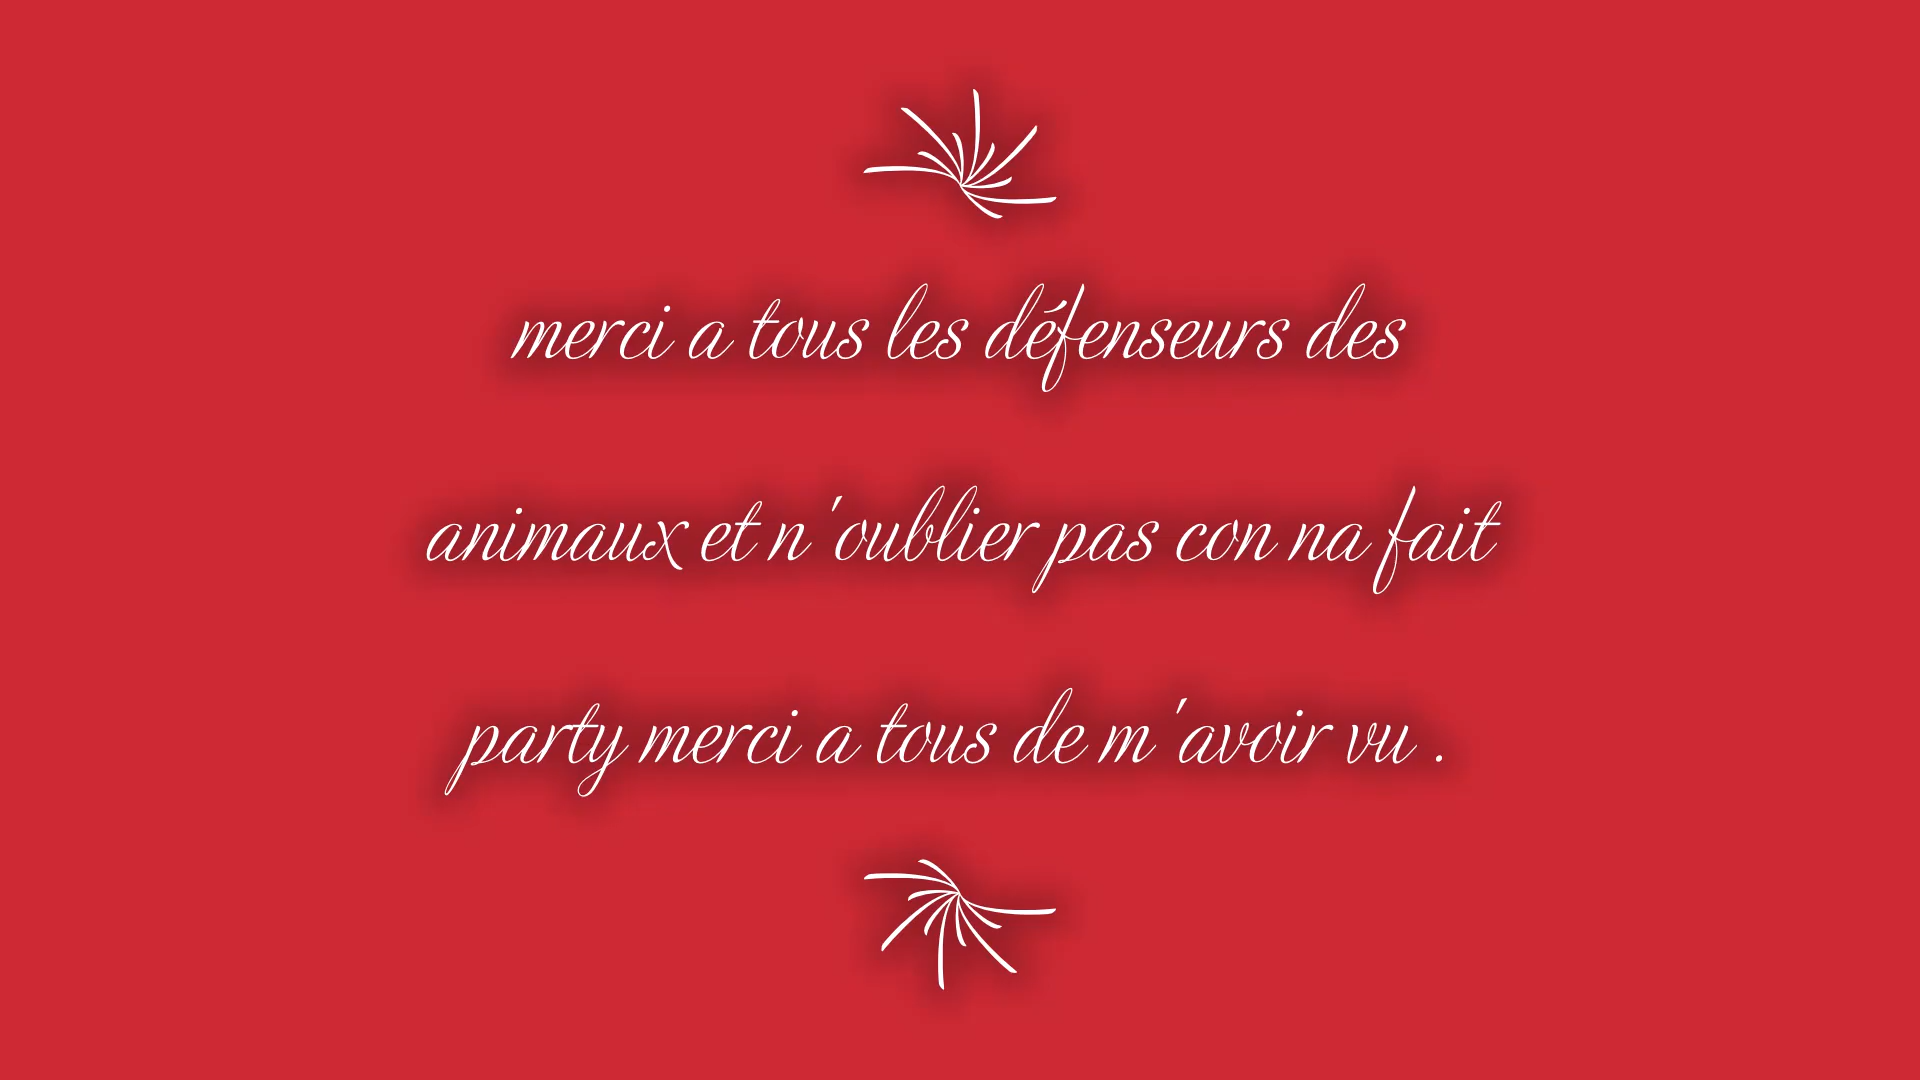 merci a tous les défenseurs des
animaux et n'oublier pas con na fait
party merci a tous de m'avoir vu .